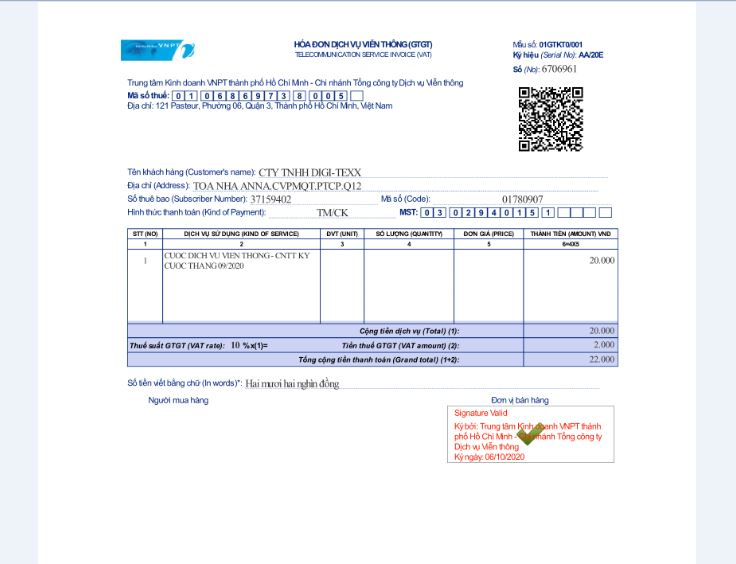 VNPT
HÓA ĐƠN DỊCH VỤ VIỄN THÔNG (GTGT)
TELECOMMUNICATION SERVICE INVOICE (VAT)
Mẫu số: 01GTKT0/001
Ký hiệu (Serial No): AA/20E
Số (No): 6706961
Trung tâm Kinh doanh VNPT thành phố Hồ Chí Minh - Chi nhánh Tổng công ty Dịch vụ Viễn thông
Mã số thuế: 0 1 0 6 8 6 9 7 3 8 0 0 5
Địa chỉ: 121 Pasteur, Phường 06, Quận 3, Thành phố Hồ Chí Minh, Việt Nam
Tên khách hàng (Customer's name): CTY TNHH DIGI-TEXX
Địa chỉ (Address): TOA NHA ANNA.CVPMQT.PTCP.Q12
Số thuê bao (Subscriber Number): 37159402 Mã số (Code): 01780907
Hình thức thanh toán (Kind of Payment): TM/CK MST: 0 3 0 2 9 4 0 1 5 1
STT (NO) DỊCH VỤ SỬ DỤNG (KIND OF SERVICE) ĐVT (UNIT) SỐ LƯỢNG (QUANTITY) ĐƠN GIÁ (PRICE) THÀNH TIỀN (AMOUNT) VND
1 2 3 4 5 6=4X5
1 CUOC DICH VU VIEN THONG - CNTT KY 20.000
CUOC THANG 09/2020
Cộng tiền dịch vụ (Total) (1): 20.000
Thuế suất GTGT (VAT rate): 10 %x(1)= Tiền thuế GTGT (VAT amount) (2): 2.000
Tổng cộng tiền thanh toán (Grand total) (1+2): 22.000
Số tiền viết bằng chữ (In words)*: Hai mươi hai nghìn đồng
Người mua hàng Đơn vị bán hàng
Signature Valid
Ký bởi: Trung tâm Kinh doanh VNPT thành
phố Hồ Chí Minh - Chi nhánh Tổng công ty
Dịch vụ Viễn thông
Ký ngày: 06/10/2020